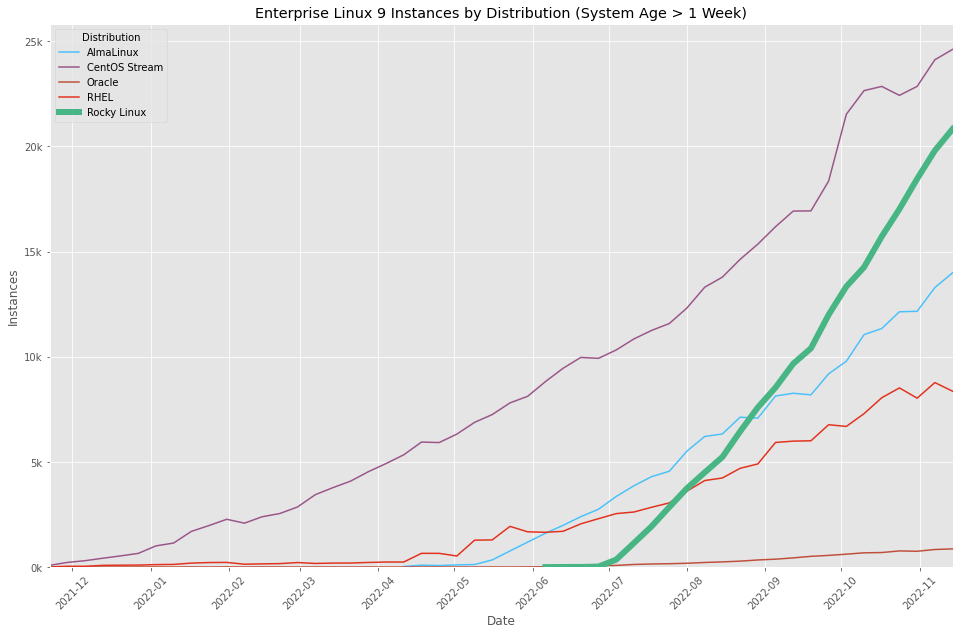 Enterprise Linux 9 Instances by Distribution (System Age > 1 Week)
Distribution
AlmaLinux
CentOS Stream
Oracle
RHEL
Rocky Linux
25k
20k
15k
10k
5k
0k
Instances
2021-12
2022-01
2022-02
2022-03
2022-04
2022-05
2022-06
2022-07
2022-08
2022-09
2022-10
2022-11
Date